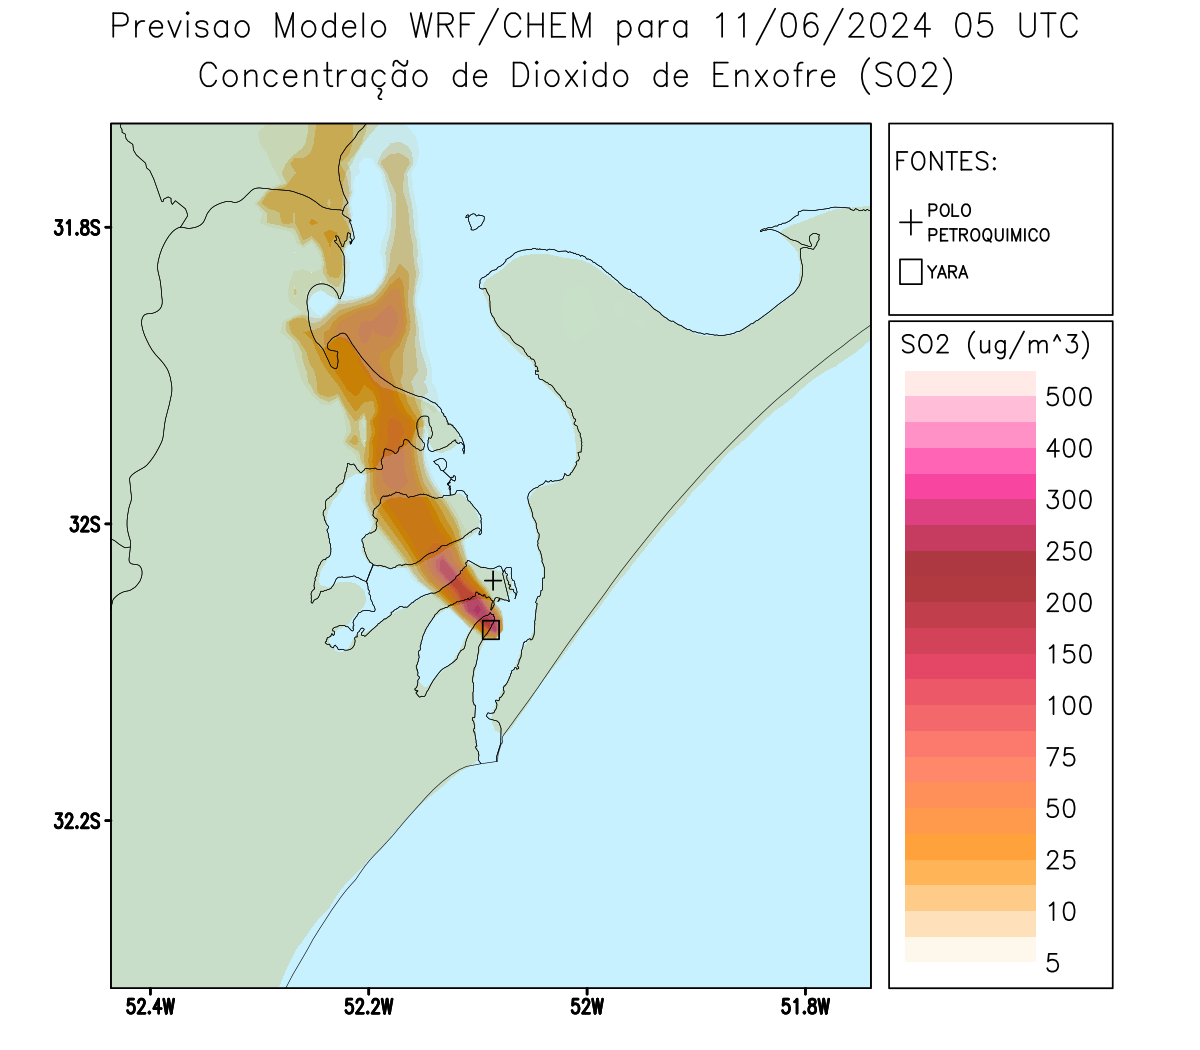 Previsao Modelo WRF/CHEM para 11/06/2024 05 UTC
Concentração de Dioxido de Enxofre (SO2)
FONTES:
POLO
PETROQUIMICO
YARA
SO2 (ug/m^3)
500
400
300
250
200
150
100
75
50
25
10
5
31.8S
32S
32.2S
52.4W
52.2W
52W
51.8W